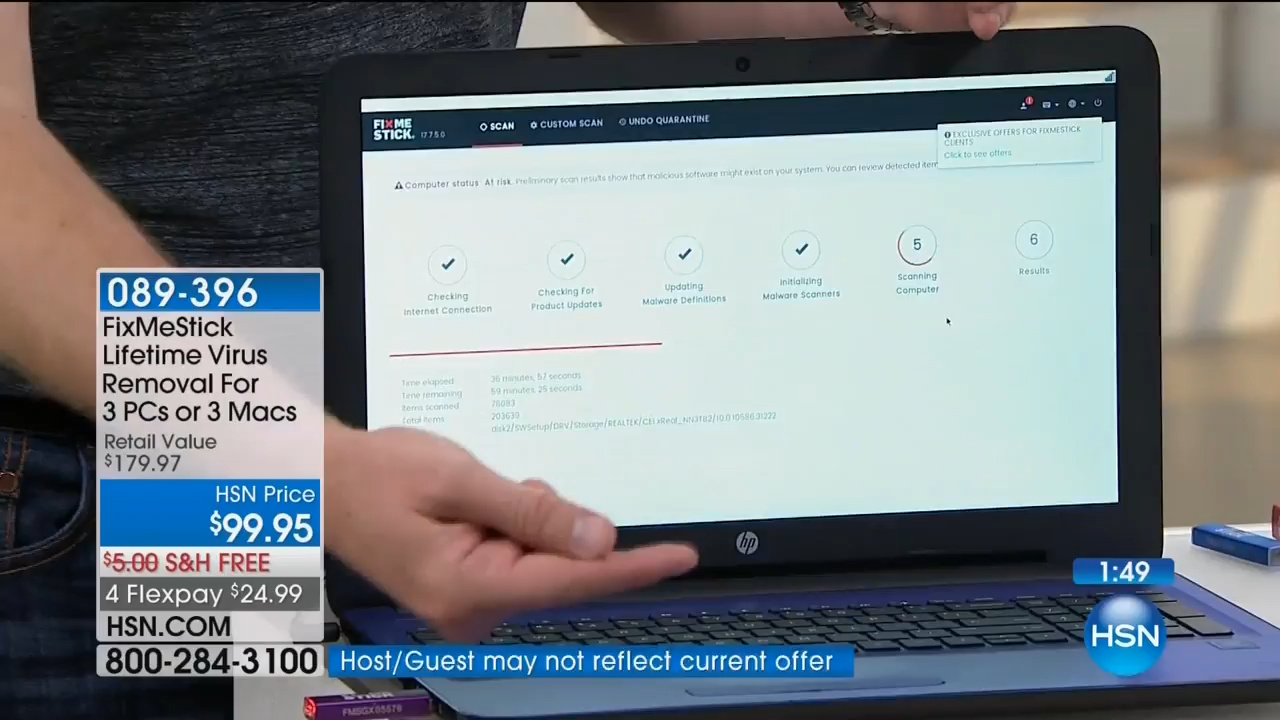 FIXME
STICK. 17.7.5.0
SCAN
CUSTOM SCAN
UNDO QUARANTINE
1
EXCLUSIVE OFFERS FOR FIXMESTICK
CLIENTS
Click to see offers
Computer status: At risk. Preliminary scan results show that malicious software might exist on your system. You can review detected item
Checking
Internet Connection
Checking For
Product Updates
Updating
Malware Definitions
Initializing
Malware Scanners
5
Scanning
Computer
6
Results
Time elapsed 36 minutes, 57 seconds
Time remaining 59 minutes, 25 seconds
Items scanned 76083
Total items 203630
hp
089-396
FixMeStick
Lifetime Virus
Removal For
3 PCs or 3 Macs
Retail Value
$179.97
HSN Price
$99.95
$5.00 S&H FREE
4 Flexpay $24.99
HSN.COM
800-284-3100
Host/Guest may not reflect current offer
1:49
HSN